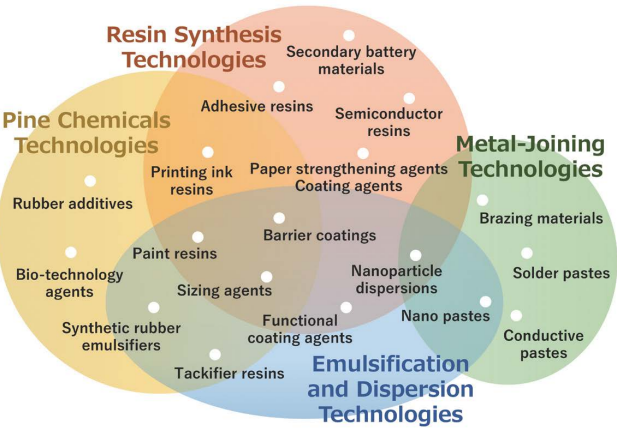 Resin Synthesis
Technologies
Secondary battery
materials
Adhesive resins
Semiconductor
resins
Pine Chemicals
Technologies
Metal-Joining
Technologies
Printing ink
resins
Paper strengthening agents
Coating agents
Rubber additives
Brazing materials
Barrier coatings
Paint resins
Bio-technology
agents
Sizing agents
Nanoparticle
dispersions
Solder pastes
Synthetic rubber
emulsifiers
Functional
coating agents
Nano pastes
Conductive
pastes
Tackifier resins
Emulsification
and Dispersion
Technologies